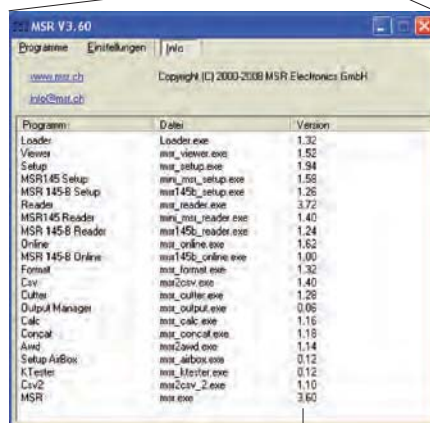 MSR V3.60
Programme Einstellungen Info
www.msr.ch Copyright (C) 2000-2008 MSR Electronics GmbH
info@msr.ch
Programm Datei Version
Loader Loader.exe 1.32
Viewer msr_viewer.exe 1.52
Setup msr_setup.exe 1.94
MSR145 Setup mini_msr_setup.exe 1.58
MSR 145-B Setup msr145b_setup.exe 1.26
Reader msr_reader.exe 3.72
MSR145 Reader mini_msr_reader.exe 1.40
MSR 145-B Reader msr145b_reader.exe 1.24
Online msr_online.exe 1.62
MSR 145-B Online msr145b_online.exe 1.00
Format msr_format.exe 1.32
Csv msr2csv.exe 1.40
Cutter msr_cutter.exe 1.28
Output Manager msr_output.exe 0.06
Calc msr_calc.exe 1.16
Concat msr_concat.exe 1.18
Awd msr2awd.exe 1.14
Setup AirBox msr_airbox.exe 0.12
KTester msr_ktester.exe 0.12
Csv2 msr2csv_2.exe 1.10
MSR msr.exe 3.60